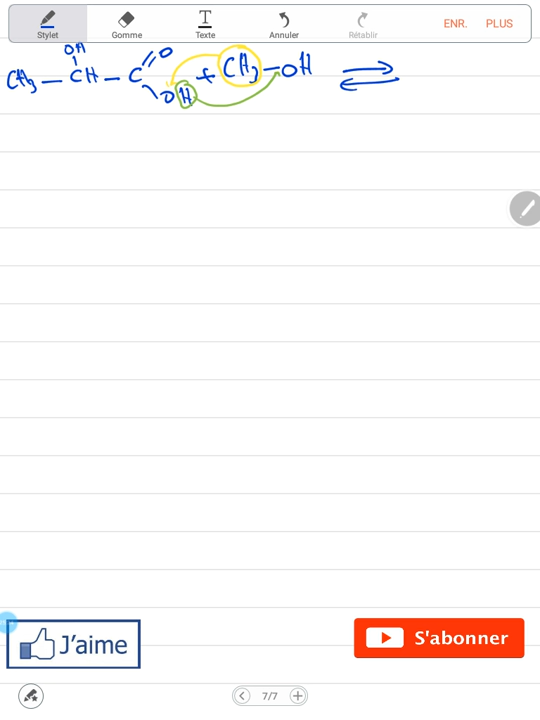 Stylet Gomme Texte Annuler Rétablir ENR. PLUS
OH
CH3 — CH — C
O
OH + CH3 — OH ⇌
J'aime
S'abonner
7/7